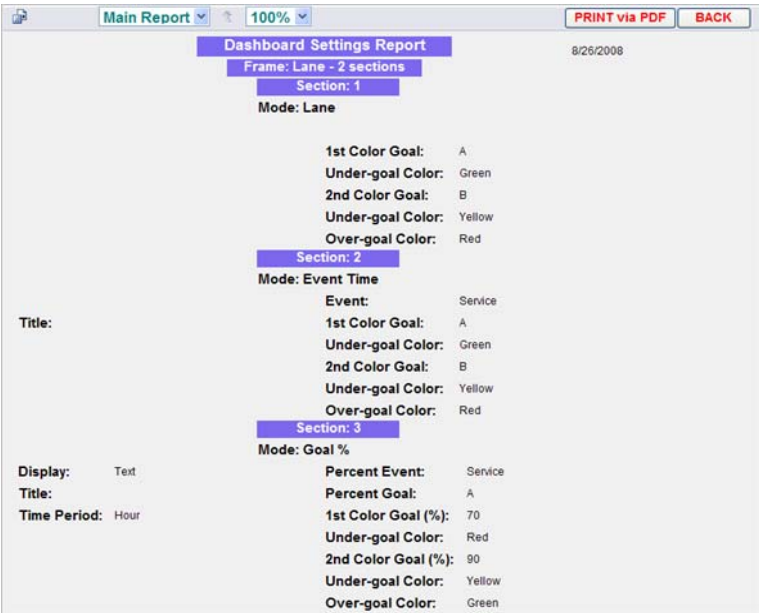 Main Report 100% PRINT via PDF BACK
Dashboard Settings Report 8/26/2008
Frame: Lane - 2 sections
Section: 1
Mode: Lane
1st Color Goal: A
Under-goal Color: Green
2nd Color Goal: B
Under-goal Color: Yellow
Over-goal Color: Red
Section: 2
Mode: Event Time
Event: Service
Title: 1st Color Goal: A
Under-goal Color: Green
2nd Color Goal: B
Under-goal Color: Yellow
Over-goal Color: Red
Section: 3
Mode: Goal %
Display: Text Percent Event: Service
Title: Percent Goal: A
Time Period: Hour 1st Color Goal (%): 70
Under-goal Color: Red
2nd Color Goal (%): 90
Under-goal Color: Yellow
Over-goal Color: Green